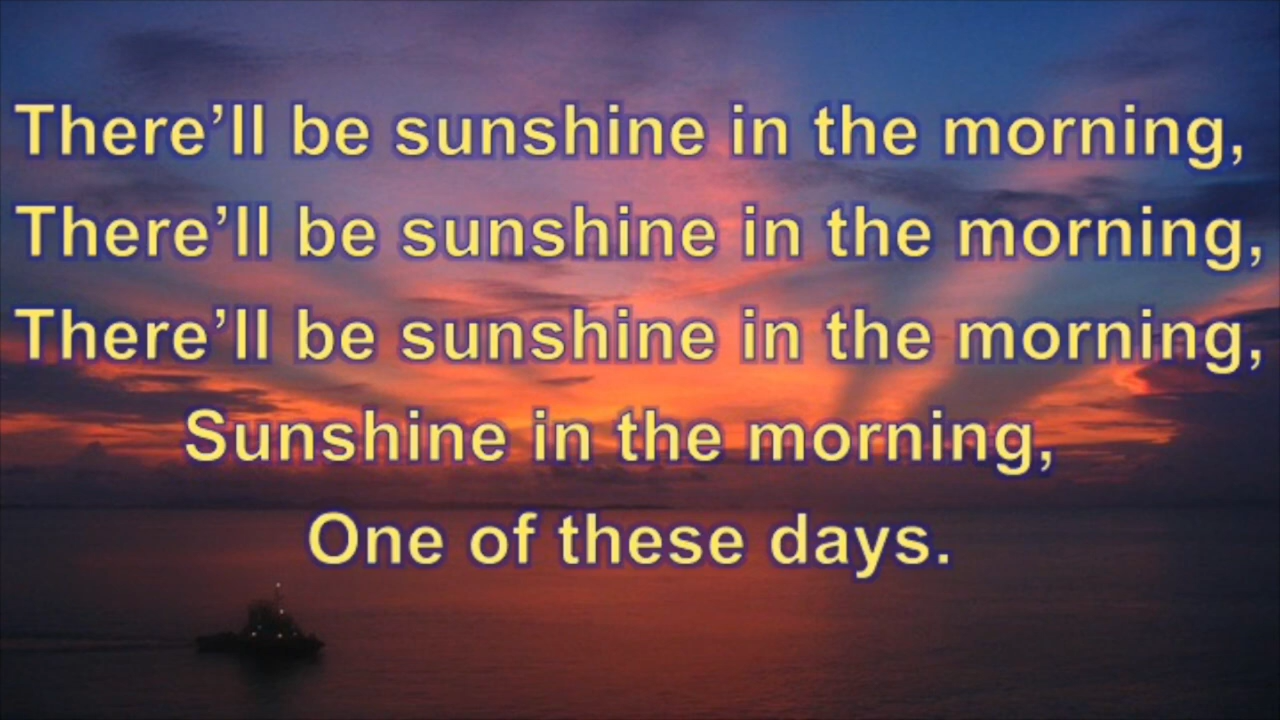 There’ll be sunshine in the morning,
There’ll be sunshine in the morning,
There’ll be sunshine in the morning,
Sunshine in the morning,
One of these days.